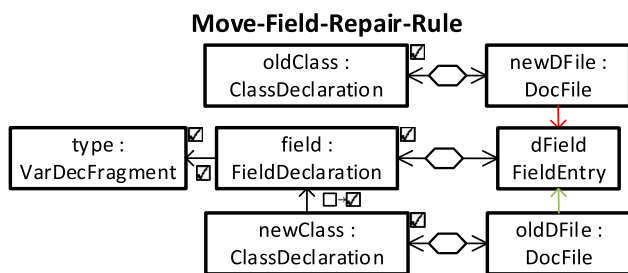 Move-Field-Repair-Rule
oldClass :
ClassDeclaration
newDFile :
DocFile
type :
VarDecFragment
field :
FieldDeclaration
dField
FieldEntry
newClass :
ClassDeclaration
oldDFile :
DocFile